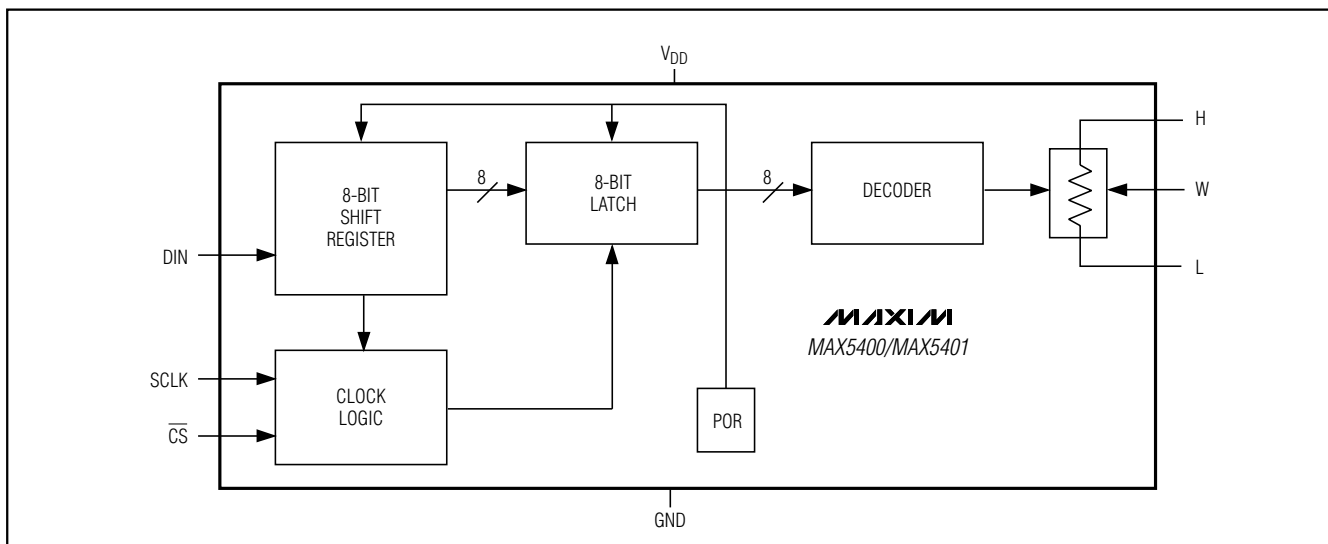 VDD
H
8-BIT
SHIFT
REGISTER
8
8-BIT
LATCH
8
DECODER
W
DIN
L
MAXIM
MAX5400/MAX5401
SCLK
CLOCK
LOGIC
CS
POR
GND